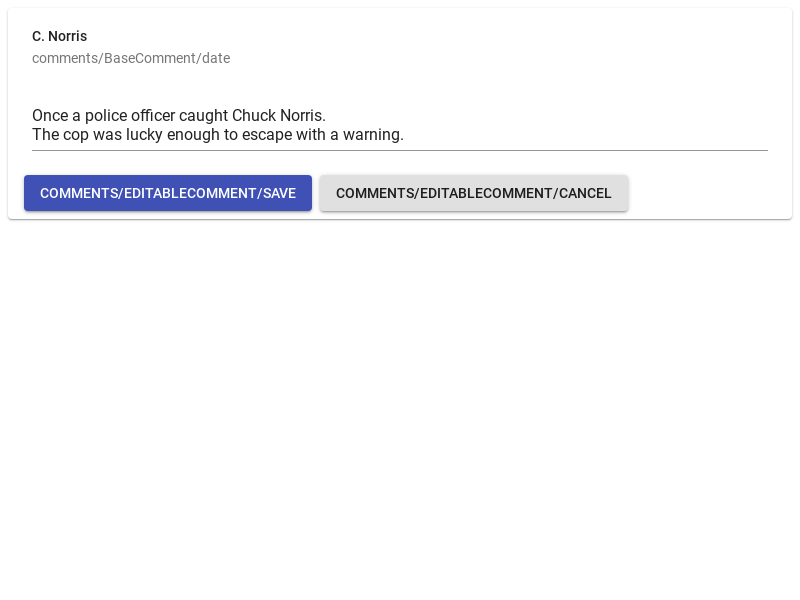 C. Norris
comments/BaseComment/date
Once a police officer caught Chuck Norris.
The cop was lucky enough to escape with a warning.
COMMENTS/EDITABLECOMMENT/SAVE COMMENTS/EDITABLECOMMENT/CANCEL